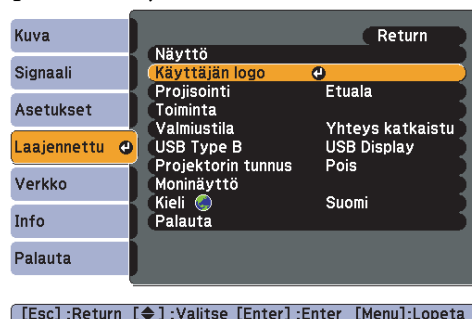 Kuva
Signaali
Asetukset
Laajennettu
Verkko
Info
Palauta
Return
Näyttö
Käyttäjän logo
Projisointi Etuala
Toiminta
Valmiustila Yhteys katkaistu
USB Type B USB Display
Projektorin tunnus Pois
Moninäyttö
Kieli Suomi
Palauta
[Esc] :Return [ ] :Valitse [Enter] :Enter [Menu]:Lopeta